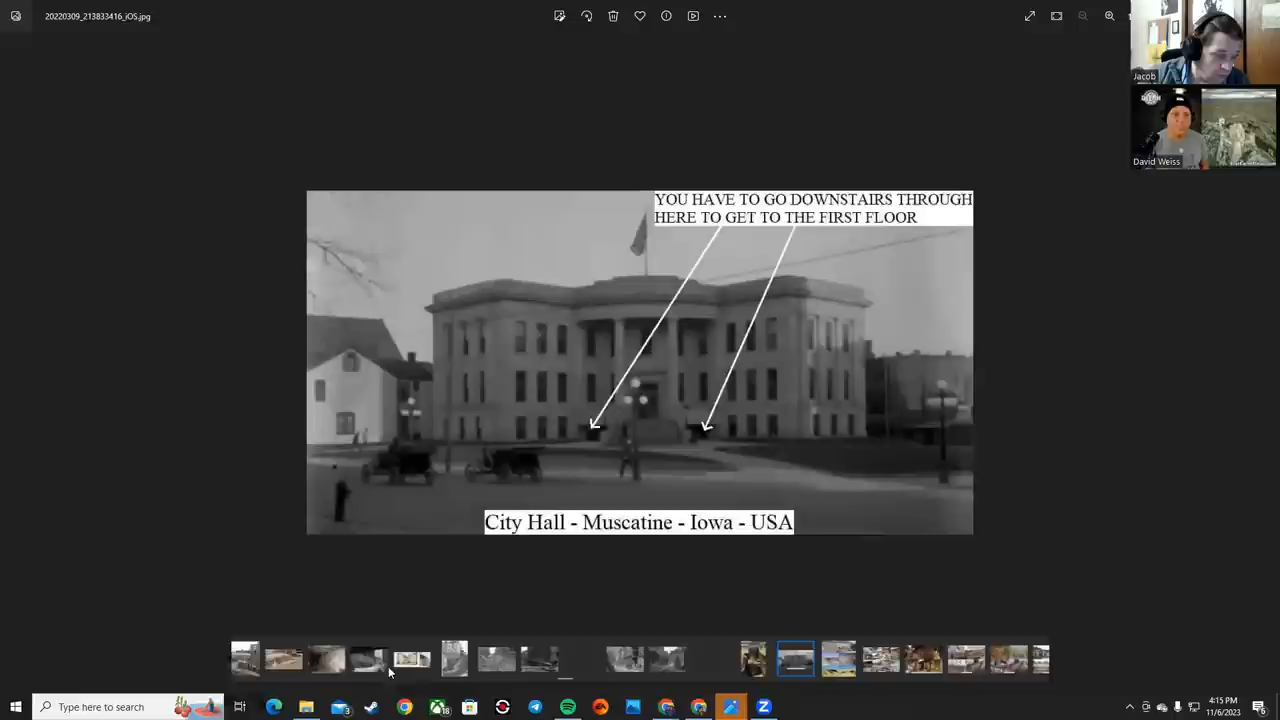 20220309_213833416_iOS.jpg
Jacob
David Weiss
YOU HAVE TO GO DOWNSTAIRS THROUGH
HERE TO GET TO THE FIRST FLOOR
City Hall - Muscatine - Iowa - USA
Type here to search
4:15 PM
11/6/2023